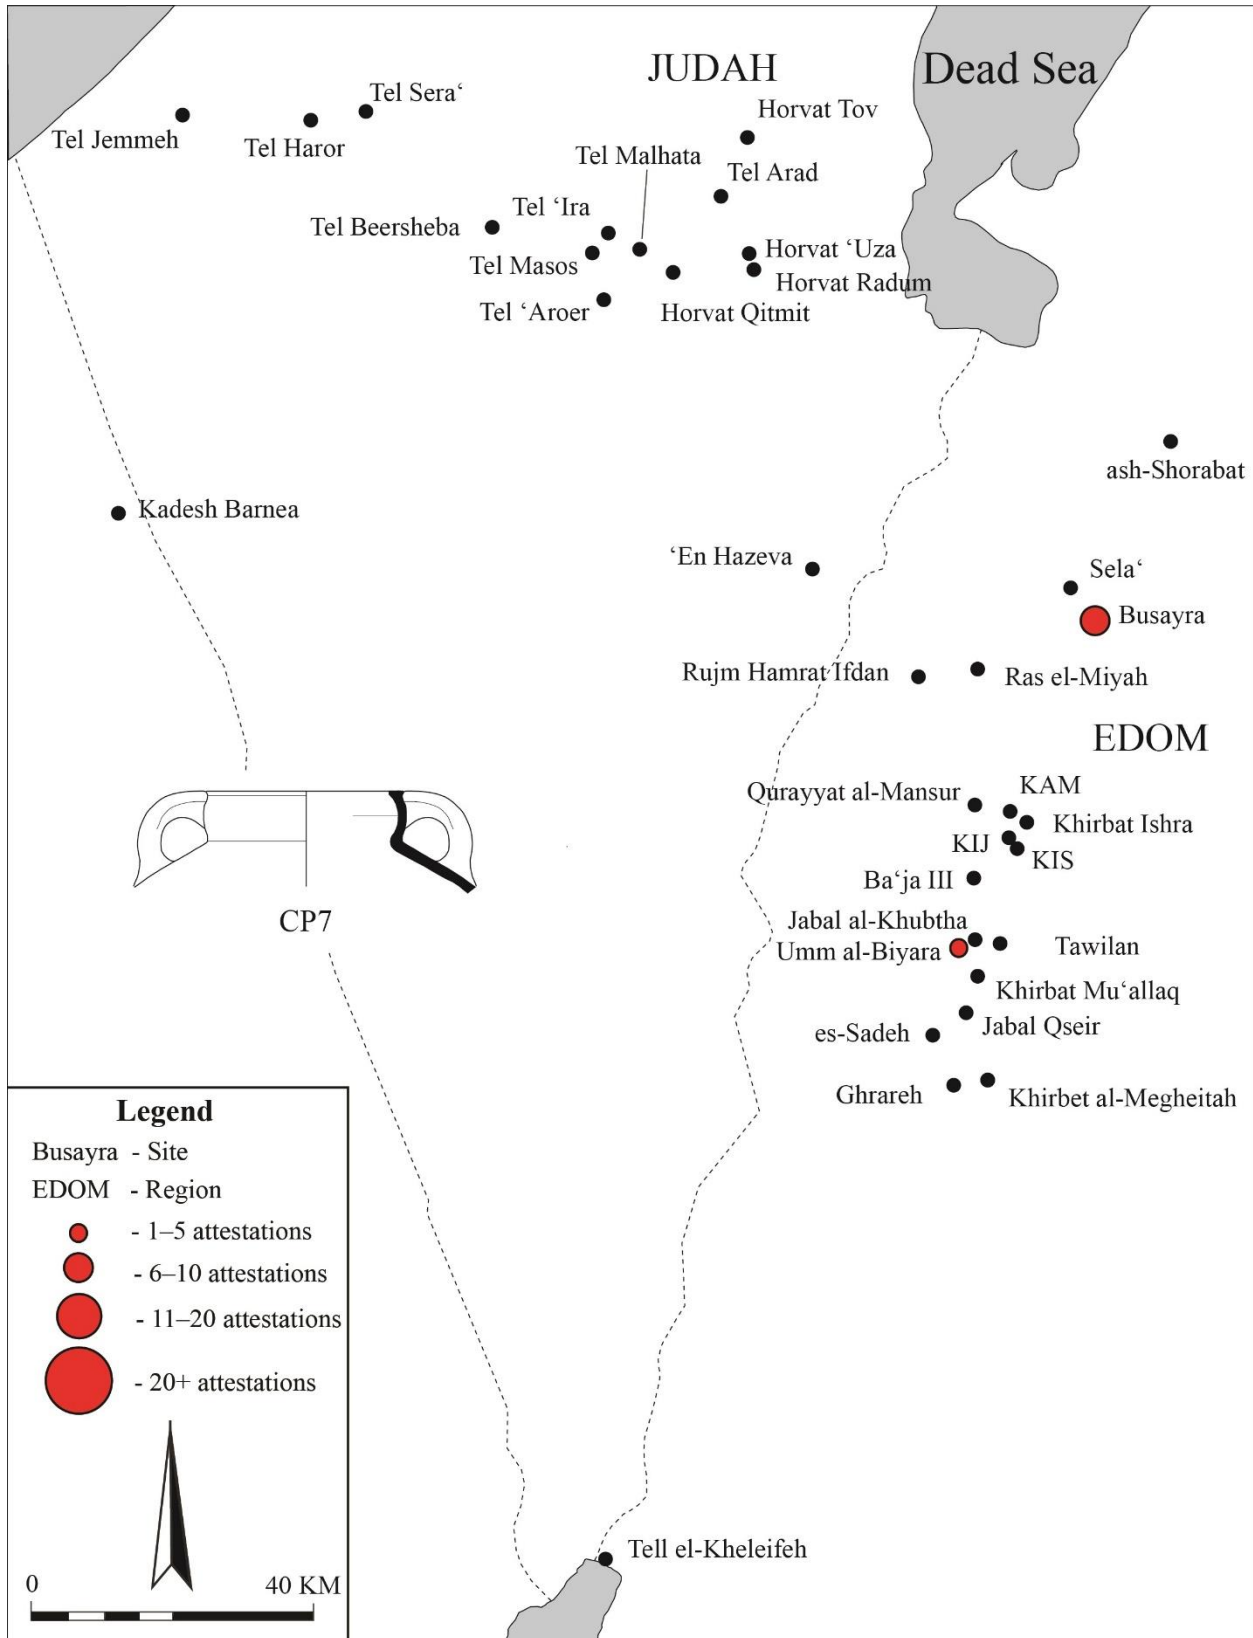 JUDAH
Dead Sea
Tel Sera‘
Tel Jemmeh
Tel Haror
Horvat Tov
Tel Malhata
Tel Arad
Tel ‘Ira
Tel Beersheba
Tel Masos
Horvat ‘Uza
Horvat Radum
Tel ‘Aroer
Horvat Qitmit
ash-Shorabat
Kadesh Barnea
‘En Hazeva
Sela‘
Busayra
Rujm Hamrat Ifdan
Ras el-Miyah
EDOM
Qurayyat al-Mansur
KAM
Khirbat Ishra
KIJ
KIS
Ba‘ja III
CP7
Jabal al-Khubtha
Umm al-Biyara
Tawilan
Khirbat Mu‘allaq
Jabal Qseir
es-Sadeh
Ghrareh
Khirbet al-Megheitah
Legend
Busayra - Site
EDOM - Region
- 1–5 attestations
- 6–10 attestations
- 11–20 attestations
- 20+ attestations
Tell el-Kheleifeh
0 40 KM